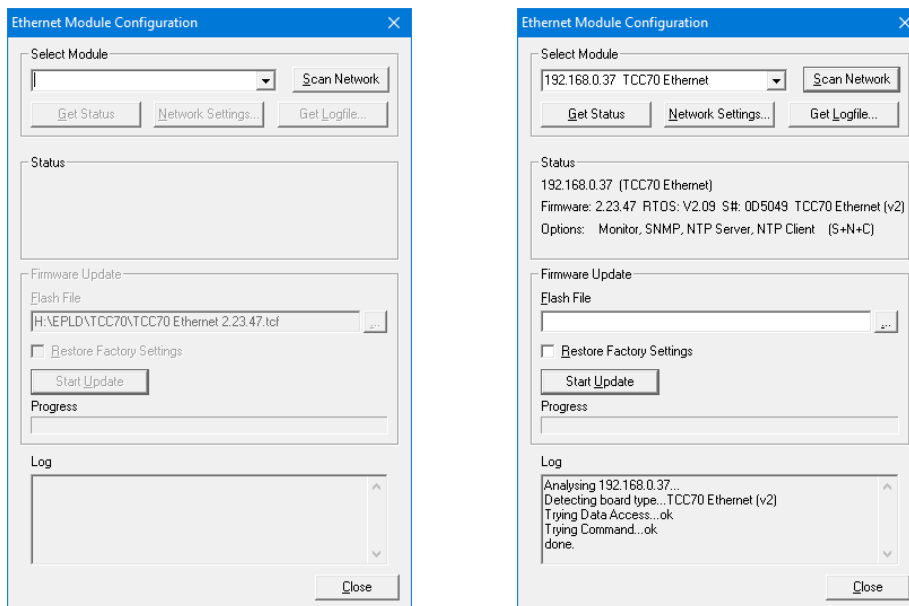 Ethernet Module Configuration
Select Module
Scan Network
Get Status Network Settings... Get Logfile...
Status
Firmware Update
Flash File
H:\EPLD\TCC70\TCC70 Ethernet 2.23.47.tcf
...
Restore Factory Settings
Start Update
Progress
Log
Close
Ethernet Module Configuration
Select Module
192.168.0.37 TCC70 Ethernet Scan Network
Get Status Network Settings... Get Logfile...
Status
192.168.0.37 (TCC70 Ethernet)
Firmware: 2.23.47 RTOS: V2.09 S#: 0D5049 TCC70 Ethernet (v2)
Options: Monitor, SNMP, NTP Server, NTP Client (S+N+C)
Firmware Update
Flash File
...
Restore Factory Settings
Start Update
Progress
Log
Analysing 192.168.0.37...
Detecting board type...TCC70 Ethernet (v2)
Trying Data Access...ok
Trying Command...ok
done.
Close